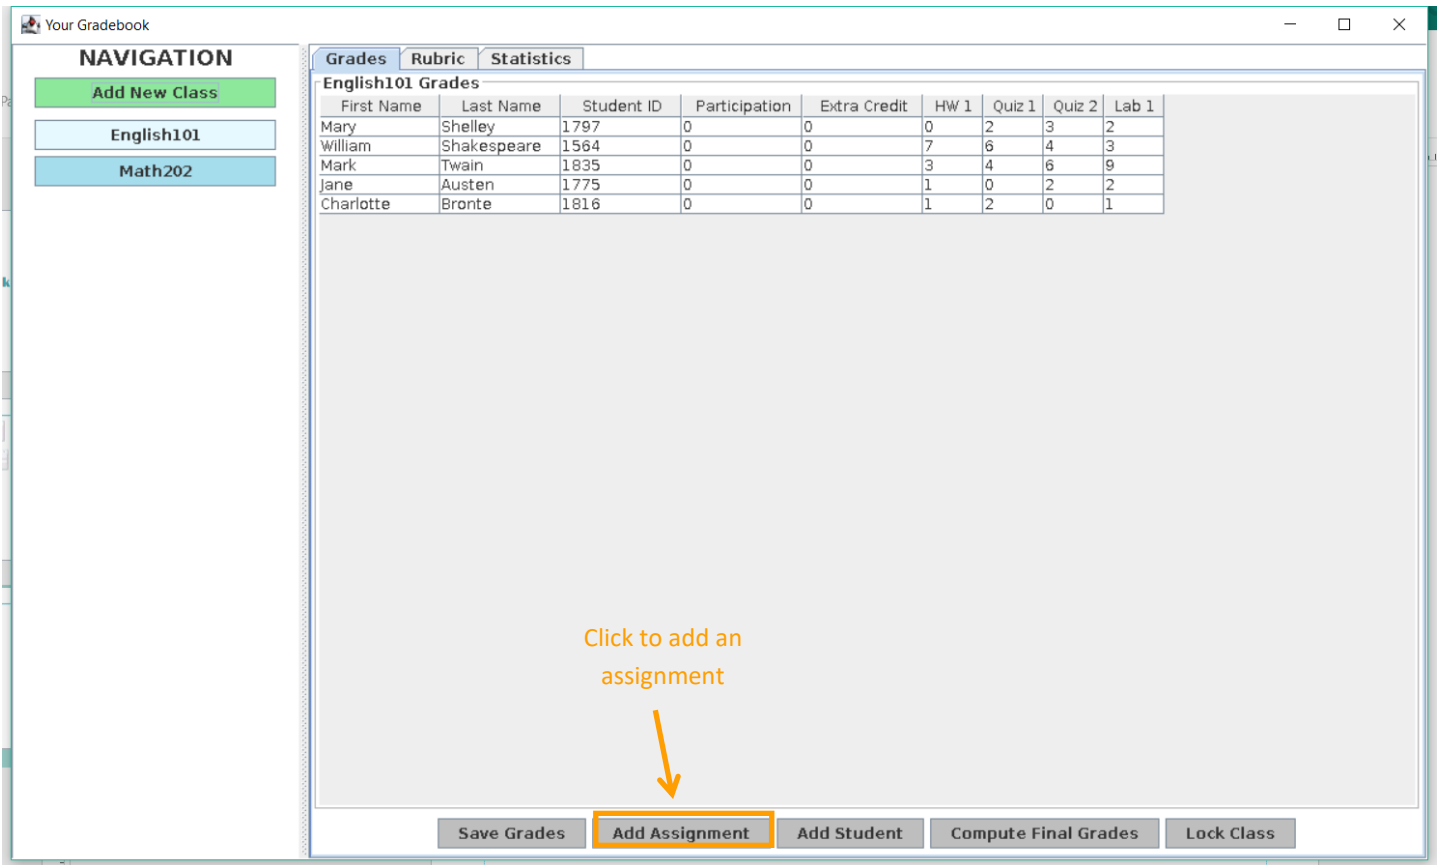 Your Gradebook
NAVIGATION
Add New Class
English101
Math202
Grades Rubric Statistics
English101 Grades
First Name Last Name Student ID Participation Extra Credit HW 1 Quiz 1 Quiz 2 Lab 1
Mary Shelley 1797 0 0 0 2 3 2
William Shakespeare 1564 0 0 7 6 4 3
Mark Twain 1835 0 0 3 4 6 9
Jane Austen 1775 0 0 1 0 2 2
Charlotte Bronte 1816 0 0 1 2 0 1
Click to add an
assignment
Save Grades Add Assignment Add Student Compute Final Grades Lock Class